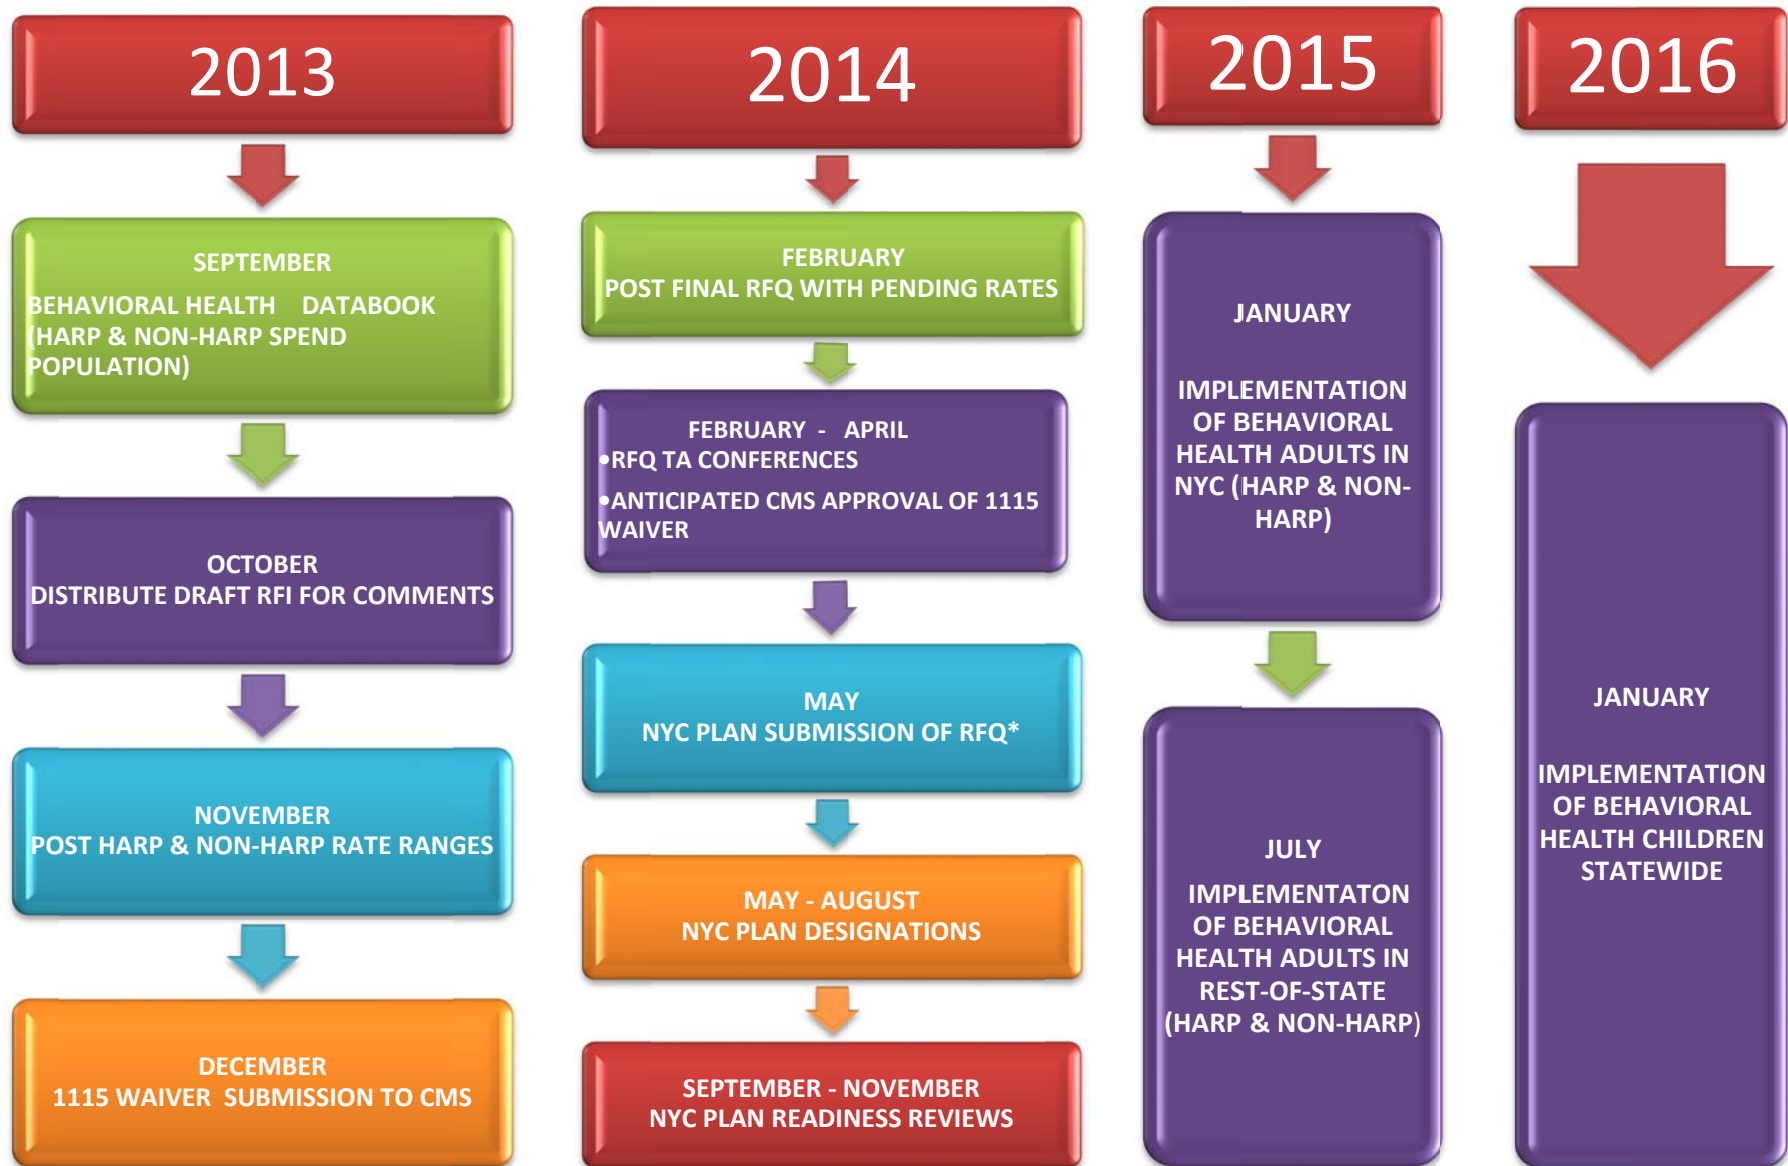 2013
SEPTEMBER
BEHAVIORAL HEALTH DATABOOK
(HARP & NON-HARP SPEND
POPULATION)
OCTOBER
DISTRIBUTE DRAFT RFI FOR COMMENTS
NOVEMBER
POST HARP & NON-HARP RATE RANGES
DECEMBER
1115 WAIVER SUBMISSION TO CMS
2014
FEBRUARY
POST FINAL RFQ WITH PENDING RATES
FEBRUARY - APRIL
•RFQ TA CONFERENCES
•ANTICIPATED CMS APPROVAL OF 1115
WAIVER
MAY
NYC PLAN SUBMISSION OF RFQ*
MAY - AUGUST
NYC PLAN DESIGNATIONS
SEPTEMBER - NOVEMBER
NYC PLAN READINESS REVIEWS
2015
JANUARY
IMPLEMENTATION
OF BEHAVIORAL
HEALTH ADULTS IN
NYC (HARP & NON-
HARP)
JULY
IMPLEMENTATON
OF BEHAVIORAL
HEALTH ADULTS IN
REST-OF-STATE
(HARP & NON-HARP)
2016
JANUARY
IMPLEMENTATION
OF BEHAVIORAL
HEALTH CHILDREN
STATEWIDE